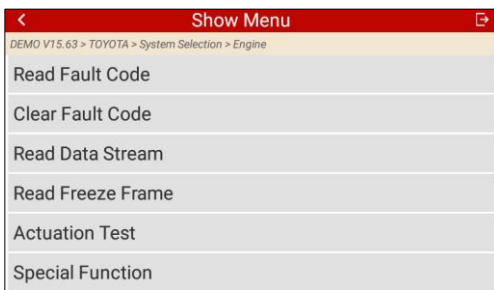 Show Menu
DEMO V15.63 > TOYOTA > System Selection > Engine
Read Fault Code
Clear Fault Code
Read Data Stream
Read Freeze Frame
Actuation Test
Special Function